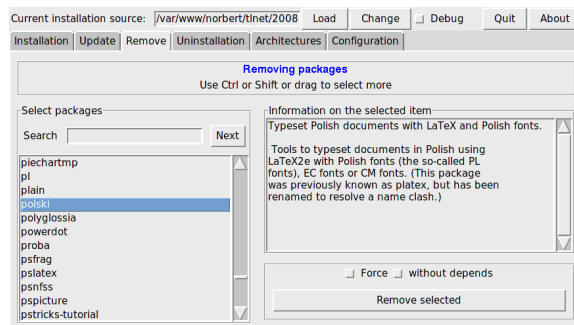 Current installation source: /var/www/norbert/tlnet/2008 Load Change Debug Quit About
Installation Update Remove Uninstallation Architectures Configuration
Removing packages
Use Ctrl or Shift or drag to select more
Select packages
Search Next
piechartmp
pl
plain
polski
polyglossia
powerdot
proba
psfrag
pslatex
psnfss
pspicture
pstricks-tutorial
Information on the selected item
Typeset Polish documents with LaTeX and Polish fonts.
Tools to typeset documents in Polish using
LaTeX2e with Polish fonts (the so-called PL
fonts), EC fonts or CM fonts. (This package
was previously known as platex, but has been
renamed to resolve a name clash.)
Force without depends
Remove selected